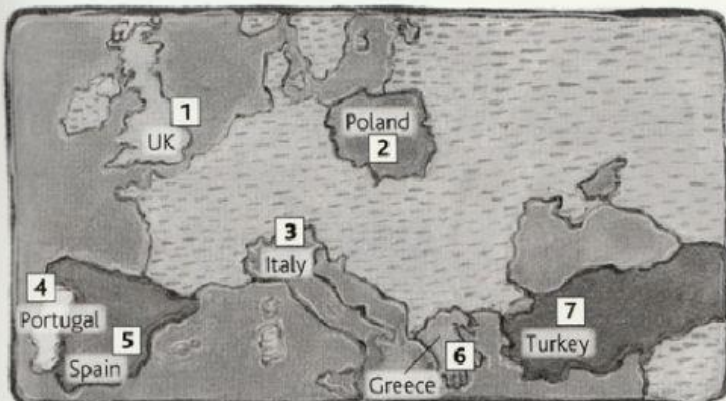 1
UK
Poland
2
3
Italy
4
Portugal
5
Spain
6
Greece
7
Turkey